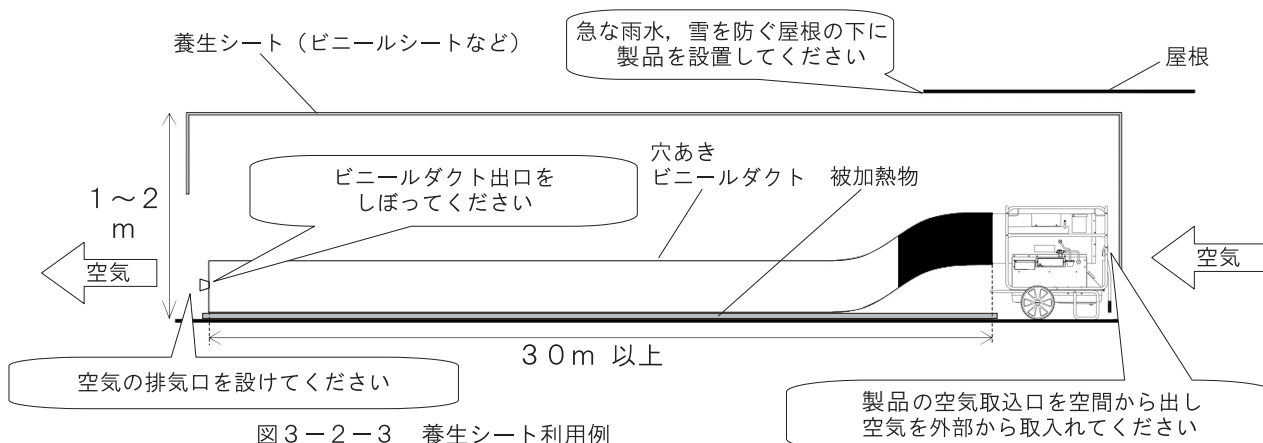 急な雨水，雪を防ぐ屋根の下に
製品を設置してください
養生シート（ビニールシートなど）
屋根
穴あき
ビニールダクト
被加熱物
ビニールダクト出口を
しぼってください
１～２
ｍ
空気
空気
３０ｍ 以上
空気の排気口を設けてください
製品の空気取込口を空間から出し
空気を外部から取入れてください
図３－２－３　養生シート利用例